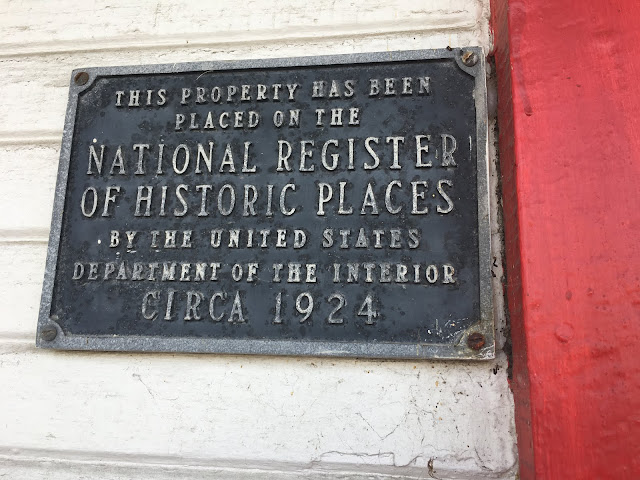 THIS PROPERTY HAS BEEN
PLACED ON THE
NATIONAL REGISTER
OF HISTORIC PLACES
BY THE UNITED STATES
DEPARTMENT OF THE INTERIOR
CIRCA 1924